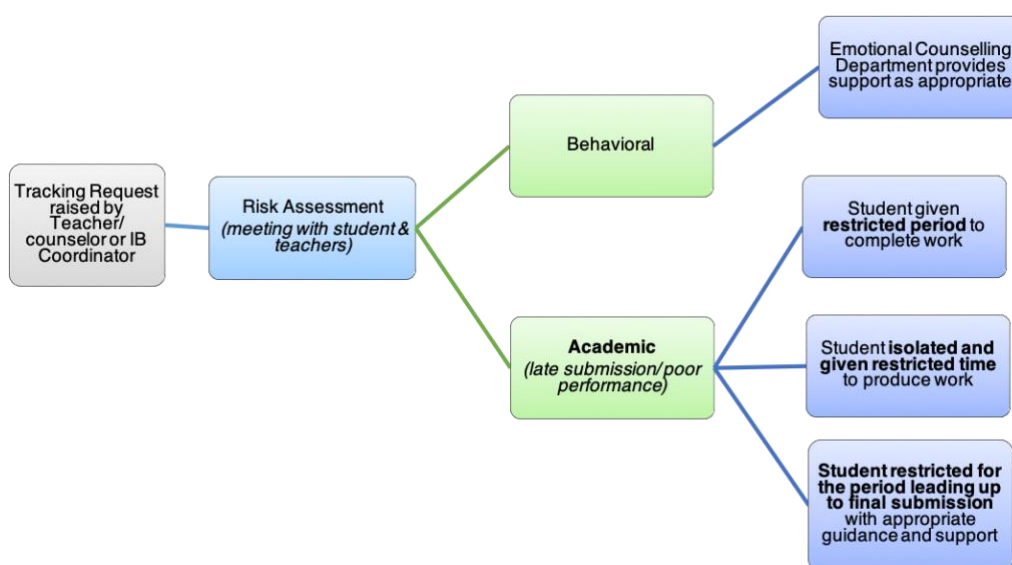 Tracking Request
raised by
Teacher/
counselor or IB
Coordinator
Risk Assessment
(meeting with student &
teachers)
Behavioral
Academic
(late submission/poor
performance)
Emotional Counselling
Department provides
support as appropriate
Student given
restricted period to
complete work
Student isolated and
given restricted time
to produce work
Student restricted for
the period leading up
to final submission
with appropriate
guidance and support